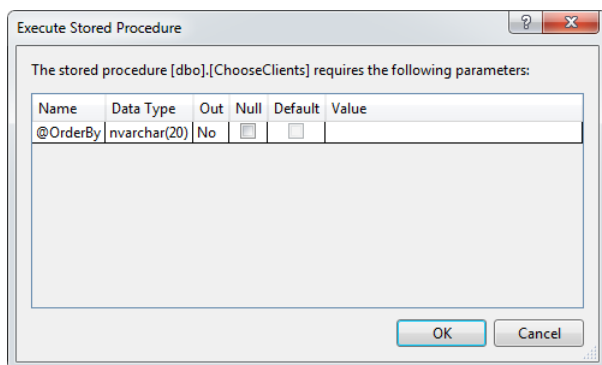 Execute Stored Procedure
The stored procedure [dbo].[ChooseClients] requires the following parameters:
Name Data Type Out Null Default Value
@OrderBy nvarchar(20) No
OK Cancel